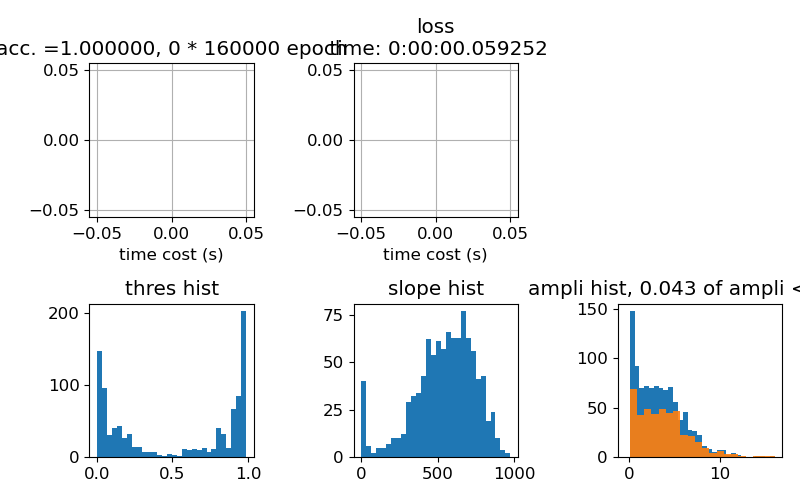 acc. =1.000000, 0 * 160000 epoch
loss
time: 0:00:00.059252
0.05
0.00
−0.05
−0.05 0.00 0.05
time cost (s)
0.05
0.00
−0.05
−0.05 0.00 0.05
time cost (s)
thres hist
200
100
0
0.0 0.5 1.0
slope hist
75
50
25
0
0 500 1000
ampli hist, 0.043 of ampli <
150
100
50
0
0 10